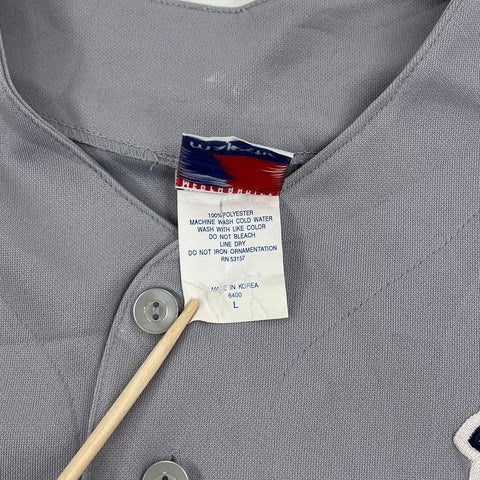 100% POLYESTER
MACHINE WASH COLD WATER
WASH WITH LIKE COLOR
DO NOT BLEACH
LINE DRY
DO NOT IRON ORNAMENTATION
RN 53157
MADE IN KOREA
6400
L